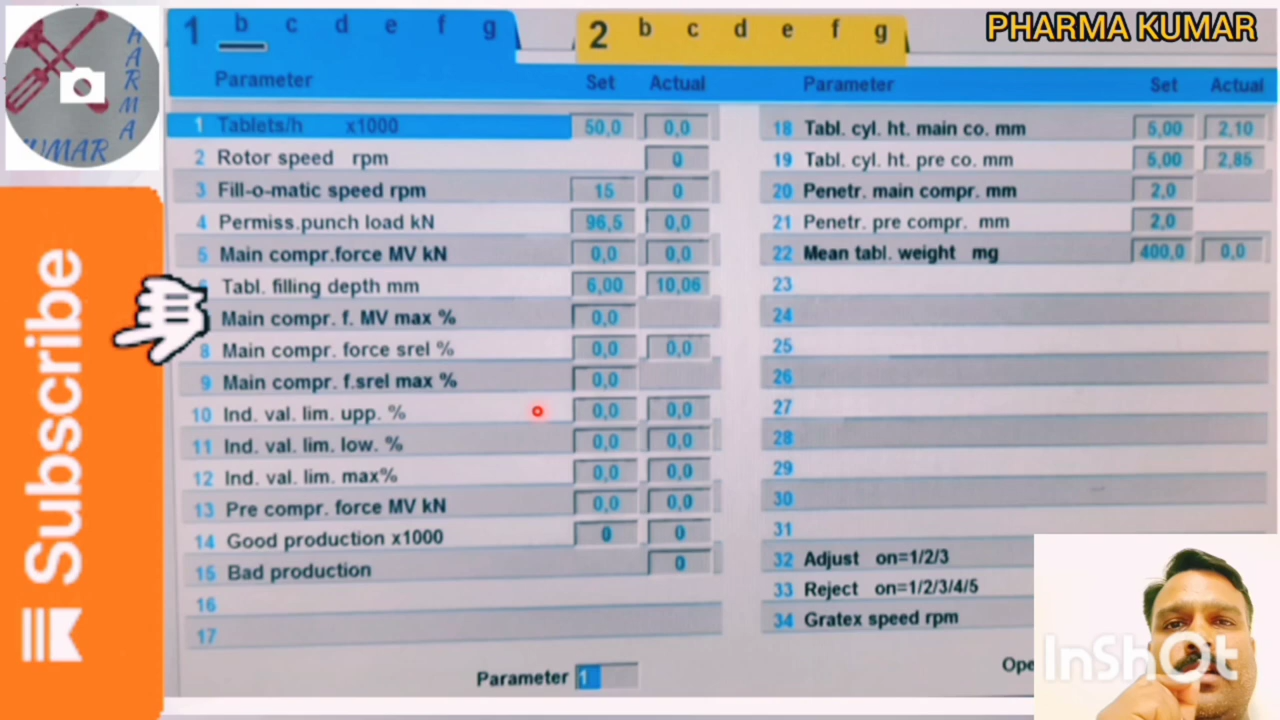 PHARMA KUMAR
HARMA
KUMAR
Subscribe
1 b c d e f g
2 b c d e f g
Parameter Set Actual
1 Tablets/h x1000 50,0 0,0
2 Rotor speed rpm 0
3 Fill-o-matic speed rpm 15 0
4 Permiss.punch load kN 96,5 0,0
5 Main compr.force MV kN 0,0 0,0
6 Tabl. filling depth mm 6,00 10,06
Main compr. f. MV max % 0,0
8 Main compr. force srel % 0,0 0,0
9 Main compr. f.srel max % 0,0
10 Ind. val. lim. upp. % 0,0 0,0
11 Ind. val. lim. low. % 0,0 0,0
12 Ind. val. lim. max% 0,0 0,0
13 Pre compr. force MV kN 0,0 0,0
14 Good production x1000 0 0
15 Bad production 0
16
17
Parameter Set Actual
18 Tabl. cyl. ht. main co. mm 5,00 2,10
19 Tabl. cyl. ht. pre co. mm 5,00 2,85
20 Penetr. main compr. mm 2,0
21 Penetr. pre compr. mm 2,0
22 Mean tabl. weight mg 400,0 0,0
23
24
25
26
27
28
29
30
31
32 Adjust on=1/2/3
33 Reject on=1/2/3/4/5
34 Gratex speed rpm
Parameter 1
Ope
InShOt